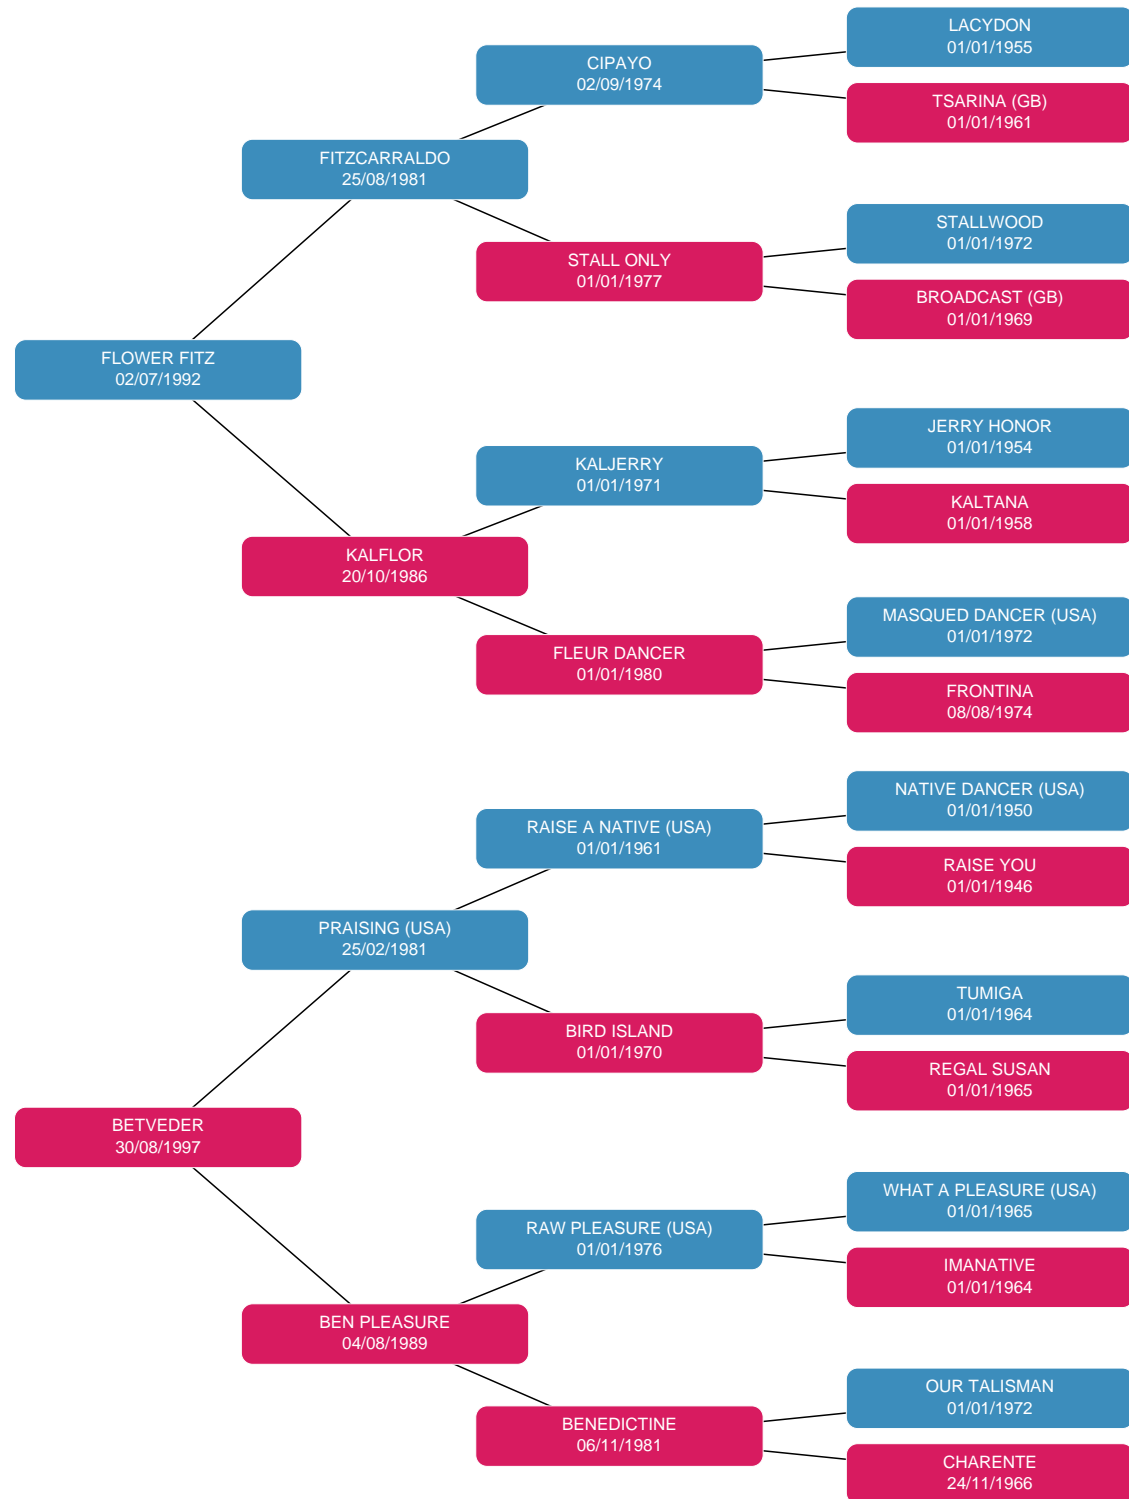 LACYDON
01/01/1955
CIPAYO
02/09/1974
TSARINA (GB)
01/01/1961
FITZCARRALDO
25/08/1981
STALLWOOD
01/01/1972
STALL ONLY
01/01/1977
BROADCAST (GB)
01/01/1969
FLOWER FITZ
02/07/1992
JERRY HONOR
01/01/1954
KALJERRY
01/01/1971
KALTANA
01/01/1958
KALFLOR
20/10/1986
MASQUED DANCER (USA)
01/01/1972
FLEUR DANCER
01/01/1980
FRONTINA
08/08/1974
NATIVE DANCER (USA)
01/01/1950
RAISE A NATIVE (USA)
01/01/1961
RAISE YOU
01/01/1946
PRAISING (USA)
25/02/1981
TUMIGA
01/01/1964
BIRD ISLAND
01/01/1970
REGAL SUSAN
01/01/1965
BETVEDER
30/08/1997
WHAT A PLEASURE (USA)
01/01/1965
RAW PLEASURE (USA)
01/01/1976
IMANATIVE
01/01/1964
BEN PLEASURE
04/08/1989
OUR TALISMAN
01/01/1972
BENEDICTINE
06/11/1981
CHARENTE
24/11/1966